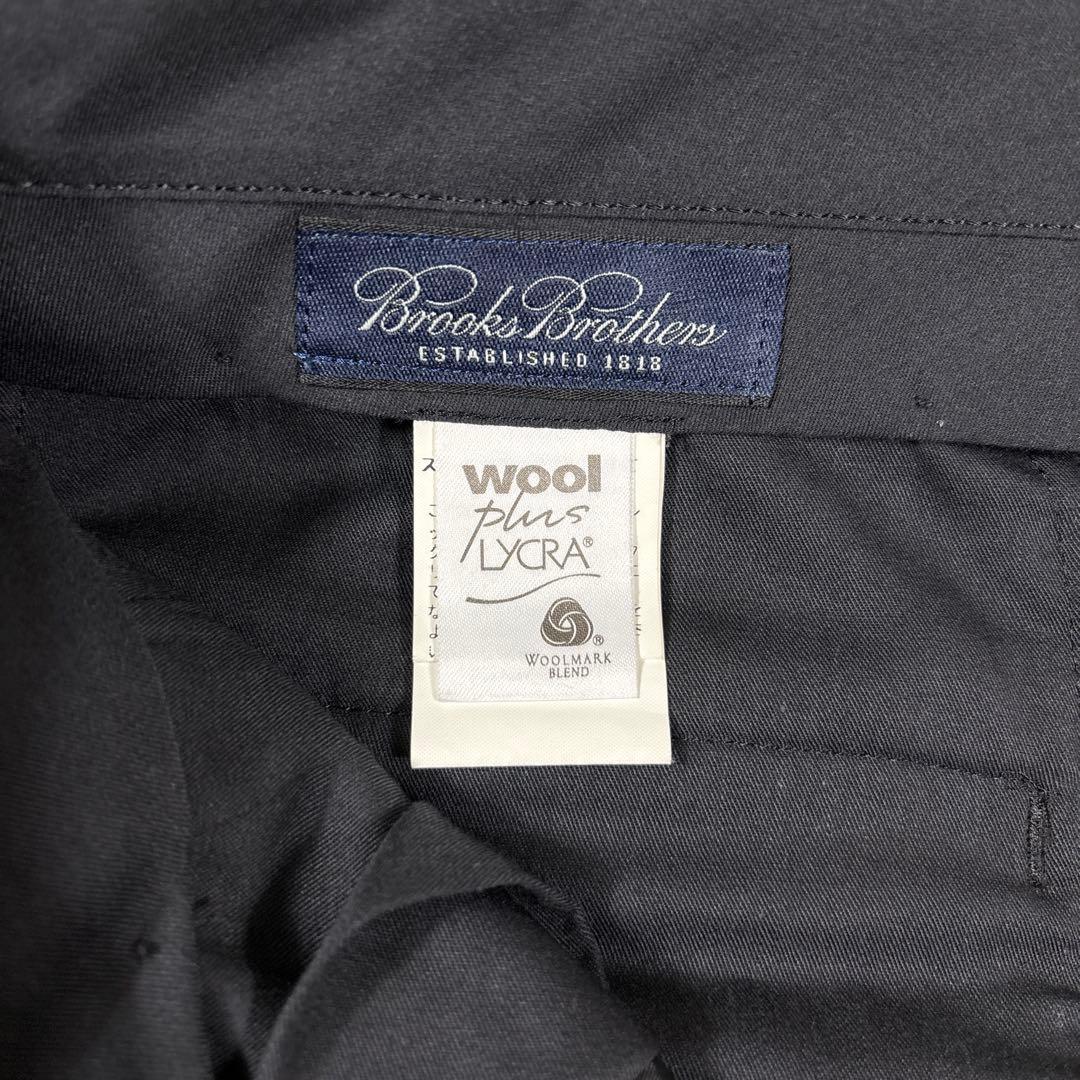 Brooks Brothers
ESTABLISHED 1818
wool
plus
LYCRA®
®
WOOLMARK
BLEND